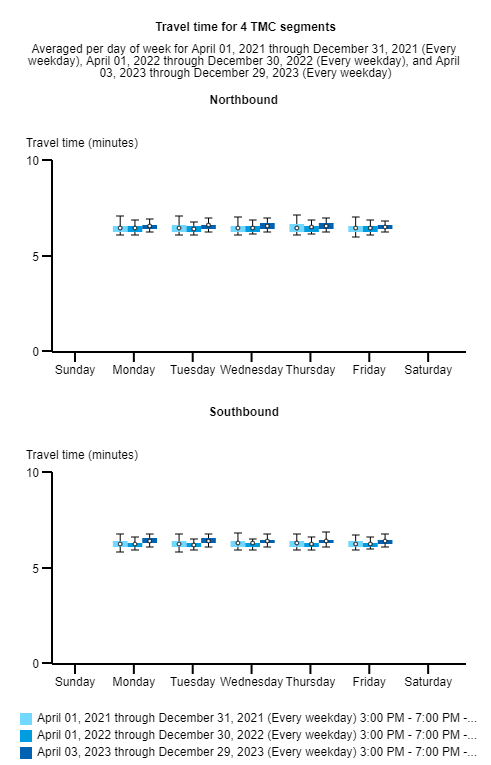 Travel time for 4 TMC segments
Averaged per day of week for April 01, 2021 through December 31, 2021 (Every
weekday), April 01, 2022 through December 30, 2022 (Every weekday), and April
03, 2023 through December 29, 2023 (Every weekday)
Northbound
Travel time (minutes)
10
5
0
Sunday Monday Tuesday Wednesday Thursday Friday Saturday
Southbound
Travel time (minutes)
10
5
0
Sunday Monday Tuesday Wednesday Thursday Friday Saturday
April 01, 2021 through December 31, 2021 (Every weekday) 3:00 PM - 7:00 PM -...
April 01, 2022 through December 30, 2022 (Every weekday) 3:00 PM - 7:00 PM -...
April 03, 2023 through December 29, 2023 (Every weekday) 3:00 PM - 7:00 PM -...